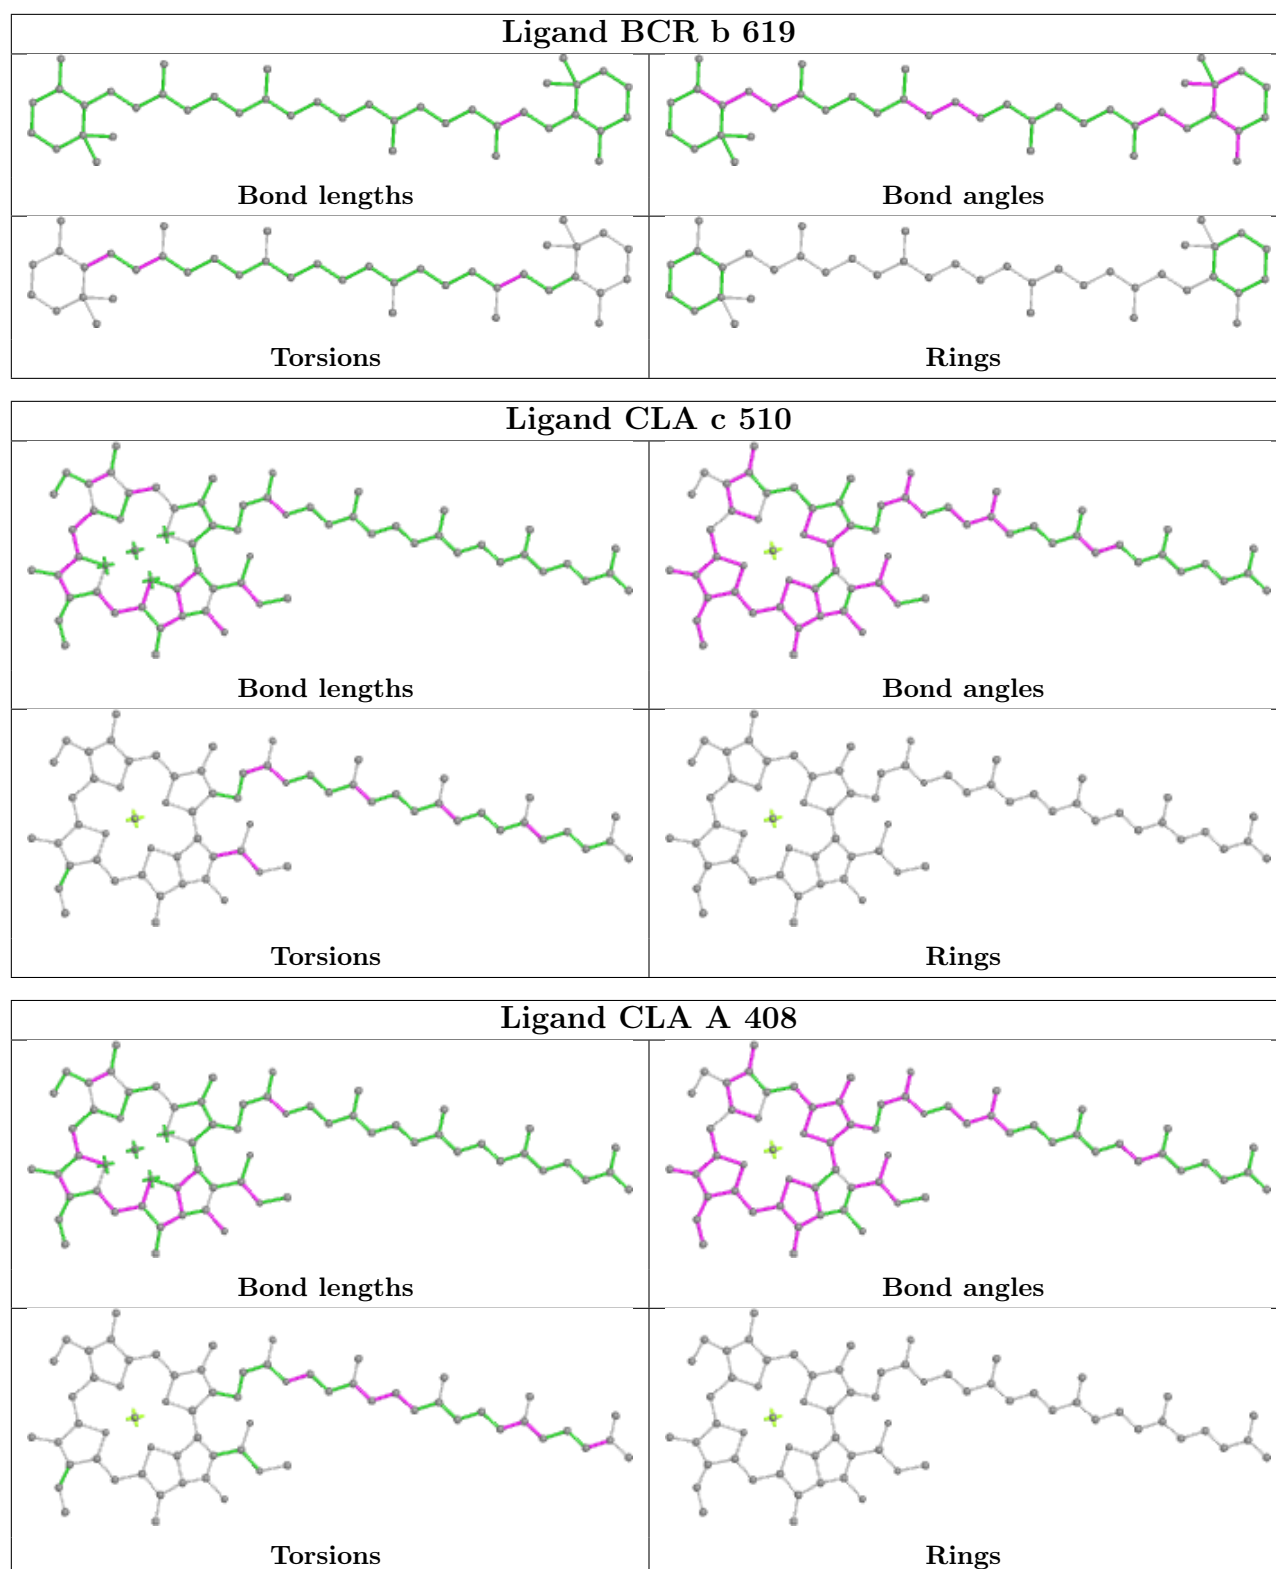 Ligand BCR b 619
Bond lengths
Bond angles
Torsions
Rings
Ligand CLA c 510
Bond lengths
Bond angles
Torsions
Rings
Ligand CLA A 408
Bond lengths
Bond angles
Torsions
Rings